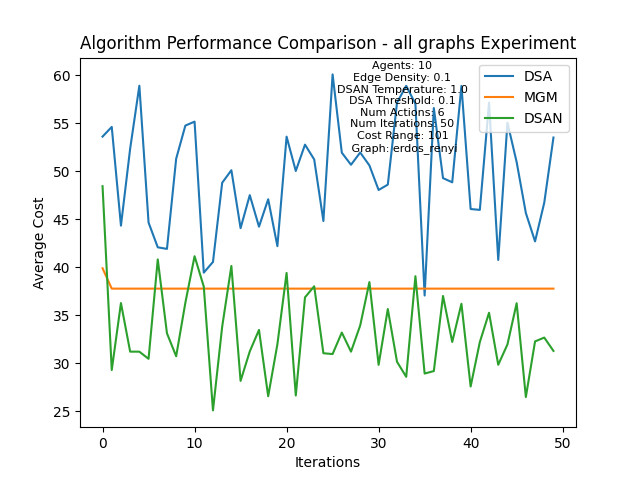 Algorithm Performance Comparison - all graphs Experiment
Agents: 10
Edge Density: 0.1
DSAN Temperature: 1.0
DSA Threshold: 0.1
Num Actions: 6
Num Iterations: 50
Cost Range: 101
Graph: erdos_renyi
DSA
MGM
DSAN
60
55
50
45
40
35
30
25
Average Cost
0
10
20
30
40
50
Iterations